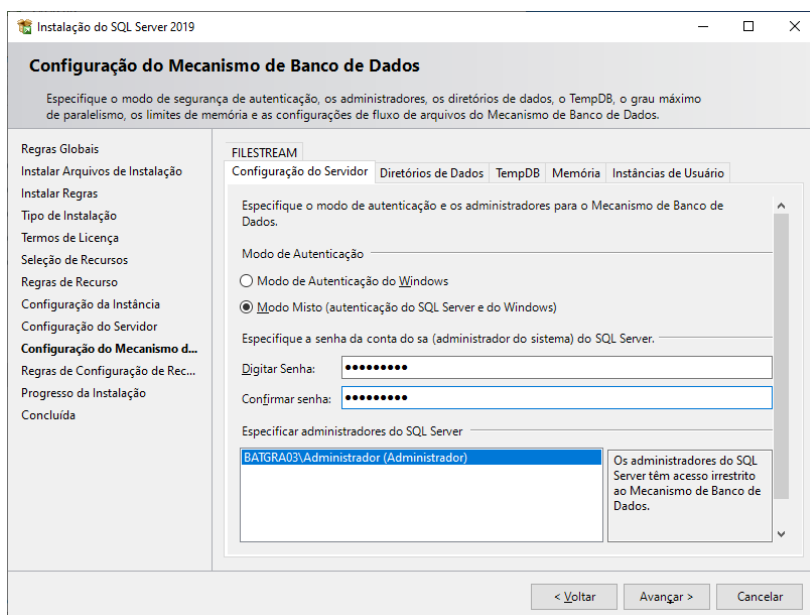 Instalação do SQL Server 2019
Configuração do Mecanismo de Banco de Dados
Especifique o modo de segurança de autenticação, os administradores, os diretórios de dados, o TempDB, o grau máximo
de paralelismo, os limites de memória e as configurações de fluxo de arquivos do Mecanismo de Banco de Dados.
Regras Globais
Instalar Arquivos de Instalação
Instalar Regras
Tipo de Instalação
Termos de Licença
Seleção de Recursos
Regras de Recurso
Configuração da Instância
Configuração do Servidor
Configuração do Mecanismo d...
Regras de Configuração de Rec...
Progresso da Instalação
Concluída
FILESTREAM
Configuração do Servidor Diretórios de Dados TempDB Memória Instâncias de Usuário
Especifique o modo de autenticação e os administradores para o Mecanismo de Banco de
Dados.
Modo de Autenticação
Modo de Autenticação do Windows
Modo Misto (autenticação do SQL Server e do Windows)
Especifique a senha da conta do sa (administrador do sistema) do SQL Server.
Digitar Senha: ●●●●●●●●●
Confirmar senha: ●●●●●●●●●
Especificar administradores do SQL Server
BATGRA03\Administrador (Administrador)
Os administradores do SQL
Server têm acesso irrestrito
ao Mecanismo de Banco de
Dados.
< Voltar Avançar > Cancelar